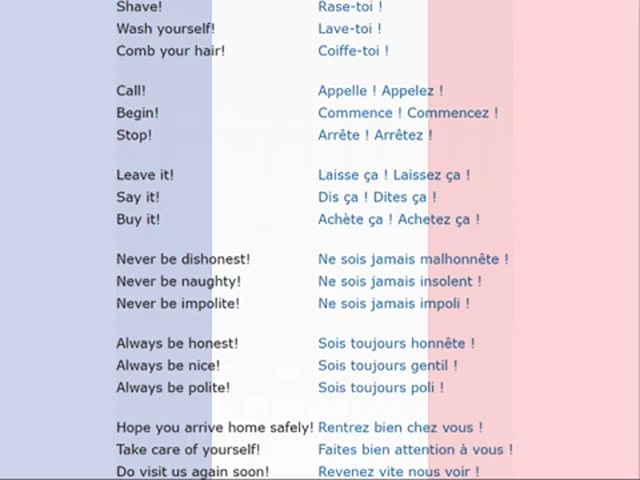 Shave! Rase-toi !
Wash yourself! Lave-toi !
Comb your hair! Coiffe-toi !
Call! Appelle ! Appelez !
Begin! Commence ! Commencez !
Stop! Arrête ! Arrêtez !
Leave it! Laisse ça ! Laissez ça !
Say it! Dis ça ! Dites ça !
Buy it! Achète ça ! Achetez ça !
Never be dishonest! Ne sois jamais malhonnête !
Never be naughty! Ne sois jamais insolent !
Never be impolite! Ne sois jamais impoli !
Always be honest! Sois toujours honnête !
Always be nice! Sois toujours gentil !
Always be polite! Sois toujours poli !
Hope you arrive home safely! Rentrez bien chez vous !
Take care of yourself! Faites bien attention à vous !
Do visit us again soon! Revenez vite nous voir !